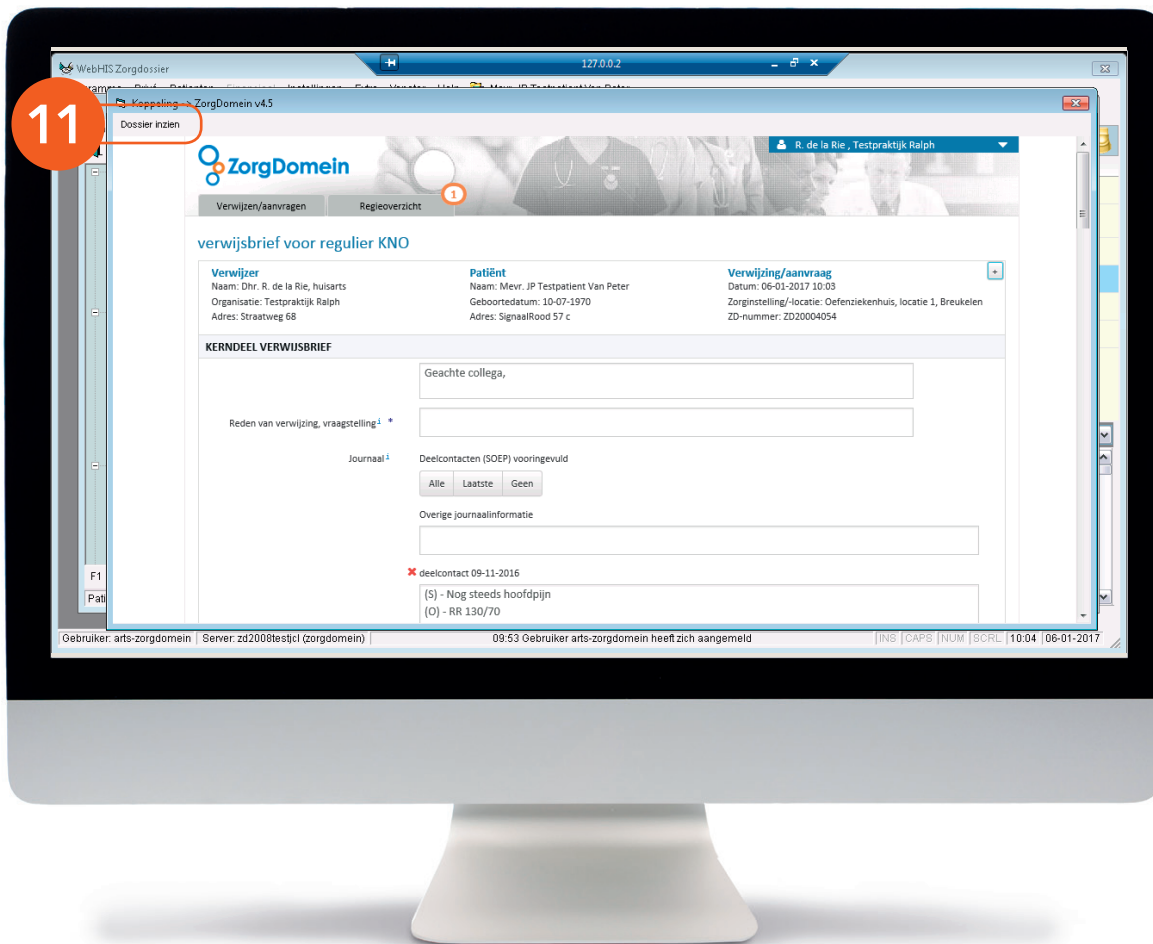 WebHIS Zorgdossier
127.0.0.2
11
Koppeling -> ZorgDomein v4.5
Dossier inzien
ZorgDomein
R. de la Rie , Testpraktijk Ralph
Verwijzen/aanvragen Regieoverzicht 1
verwijsbrief voor regulier KNO
Verwijzer Patiënt Verwijzing/aanvraag +
Naam: Dhr. R. de la Rie, huisarts Naam: Mevr. JP Testpatient Van Peter Datum: 06-01-2017 10:03
Organisatie: Testpraktijk Ralph Geboortedatum: 10-07-1970 Zorginstelling/-locatie: Oefenziekenhuis, locatie 1, Breukelen
Adres: Straatweg 68 Adres: SignaalRood 57 c ZD-nummer: ZD20004054
KERNDEEL VERWIJSBRIEF
Geachte collega,
Reden van verwijzing, vraagstelling i *
Journaal i Deelcontacten (SOEP) vooringevuld
Alle Laatste Geen
Overige journaalinformatie
deelcontact 09-11-2016
(S) - Nog steeds hoofdpijn
(O) - RR 130/70
F1
Pati
Gebruiker: arts-zorgdomein Server: zd2008testjcl (zorgdomein) 09:53 Gebruiker arts-zorgdomein heeft zich aangemeld INS CAPS NUM SCRL 10:04 06-01-2017